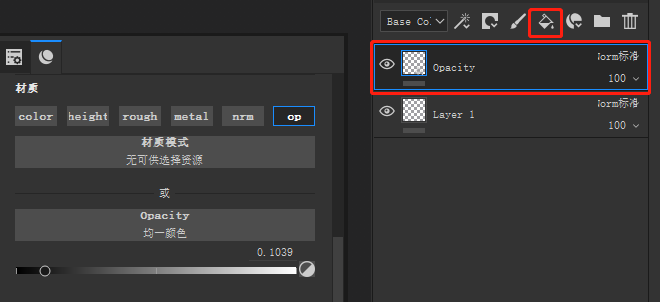 材质
color height rough metal nrm op
材质模式
无可供选择资源
或
Opacity
均一颜色
0.1039
Base Co
Opacity
Norm标准
100
Layer 1
Norm标准
100